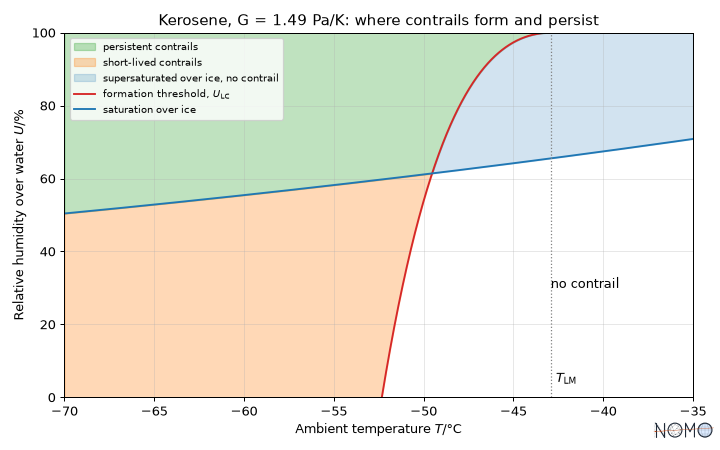 Kerosene, G = 1.49 Pa/K: where contrails form and persist
persistent contrails
short-lived contrails
supersaturated over ice, no contrail
formation threshold, U_LC
saturation over ice
100
80
60
40
20
0
Relative humidity over water U/%
no contrail
T_LM
−70
−65
−60
−55
−50
−45
−40
−35
Ambient temperature T/°C
NOMO